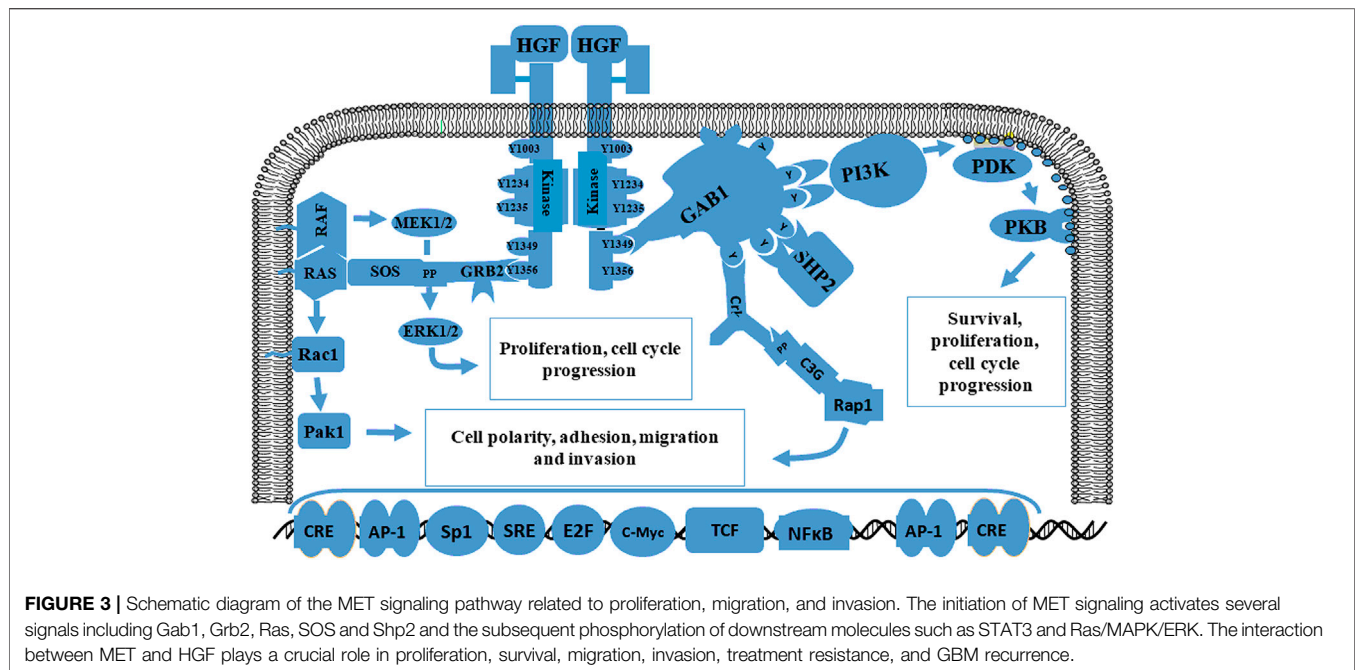 HGF HGF
Y1003 Y1003
Kinase Kinase
Y1234 Y1234
Y1235 Y1235
Y1349 Y1349
Y1356 Y1356
GAB1
Y
Y
Y
Y
Y
Y
Y
PI3K
PDK
PKB
SHP2
RAF
MEK1/2
RAS
SOS
PP
GRB2
ERK1/2
Rac1
Pak1
PP
C3G
Rap1
Proliferation, cell cycle
progression
Survival,
proliferation,
cell cycle
progression
Cell polarity, adhesion, migration
and invasion
CRE AP-1 Sp1 SRE E2F C-Myc TCF NFκB AP-1 CRE
FIGURE 3 | Schematic diagram of the MET signaling pathway related to proliferation, migration, and invasion. The initiation of MET signaling activates several
signals including Gab1, Grb2, Ras, SOS and Shp2 and the subsequent phosphorylation of downstream molecules such as STAT3 and Ras/MAPK/ERK. The interaction
between MET and HGF plays a crucial role in proliferation, survival, migration, invasion, treatment resistance, and GBM recurrence.